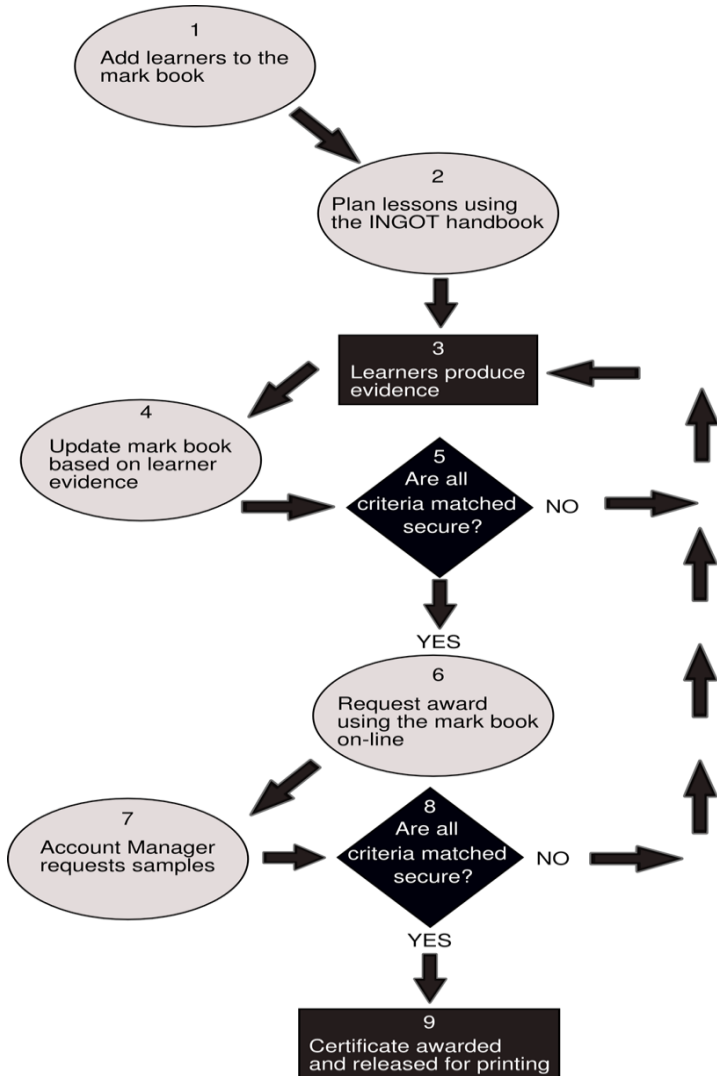 1
Add learners to the
mark book
2
Plan lessons using
the INGOT handbook
3
Learners produce
evidence
4
Update mark book
based on learner
evidence
5
Are all
criteria matched
secure?
NO
YES
6
Request award
using the mark book
on-line
7
Account Manager
requests samples
8
Are all
criteria matched
secure?
NO
YES
9
Certificate awarded
and released for printing